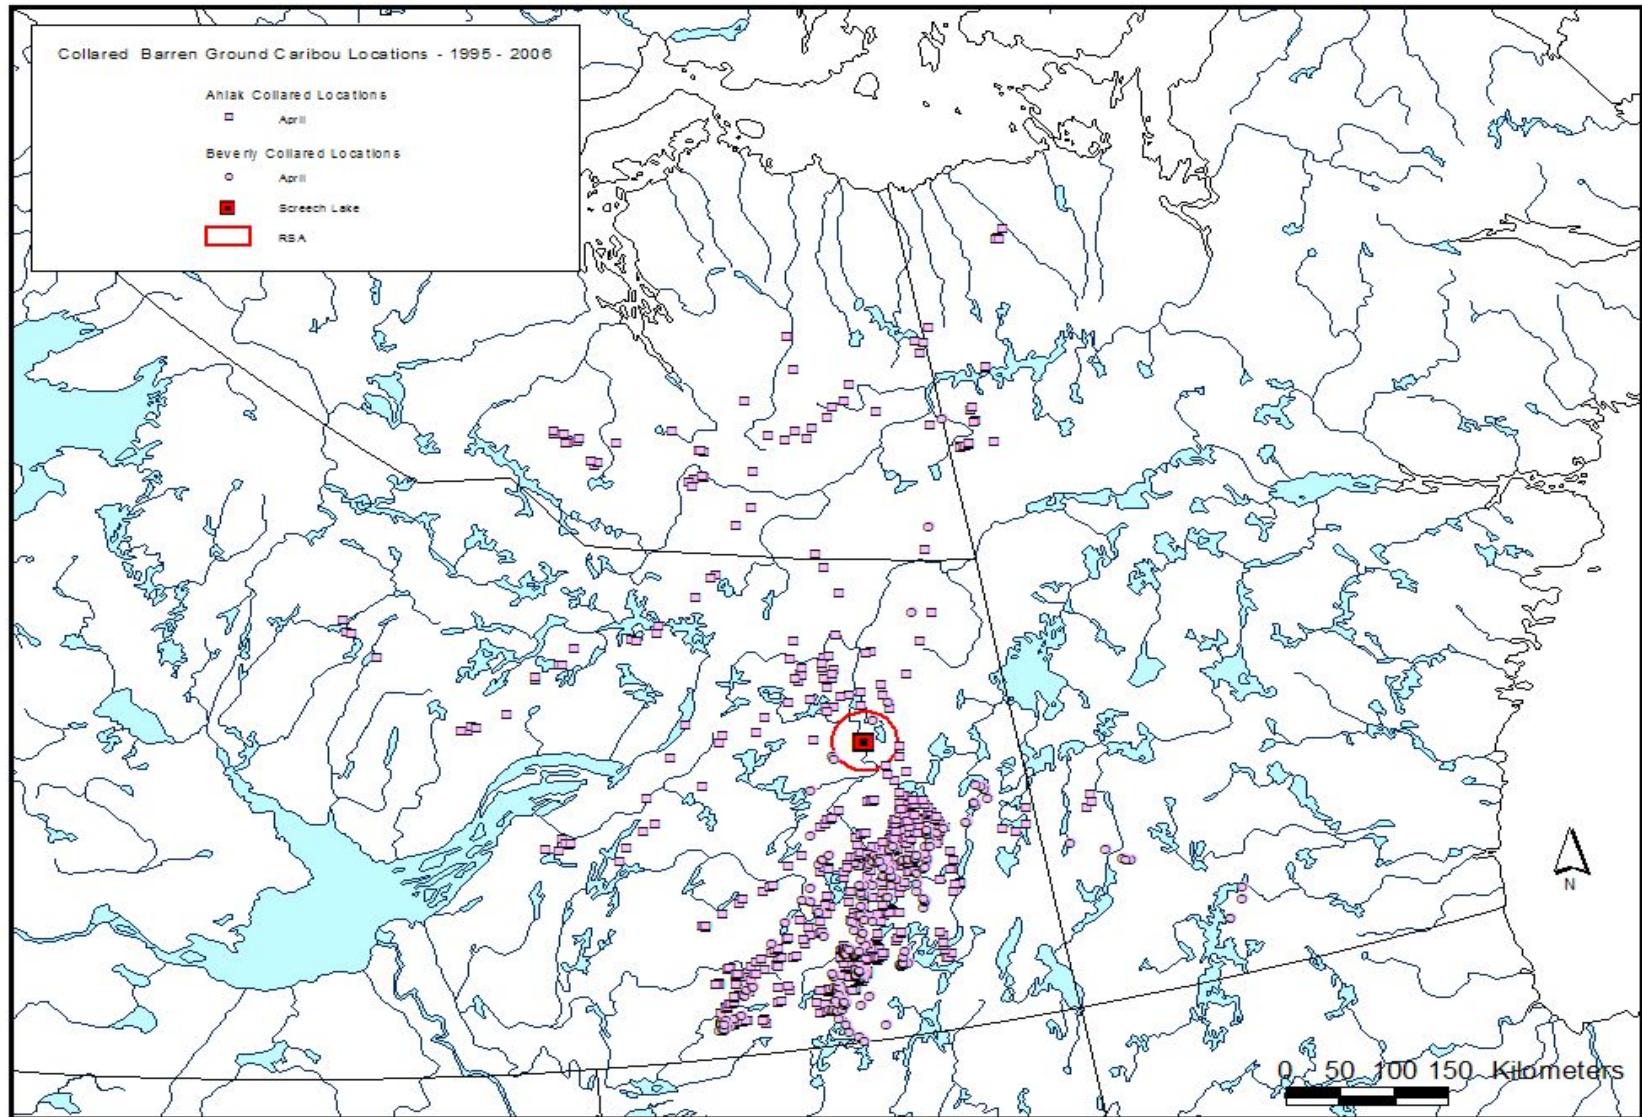 Collared Barren Ground Caribou Locations - 1995 - 2006
Ahiak Collared Locations
April
Beverly Collared Locations
April
Screech Lake
RSA
N
0 50 100 150 Kilometers